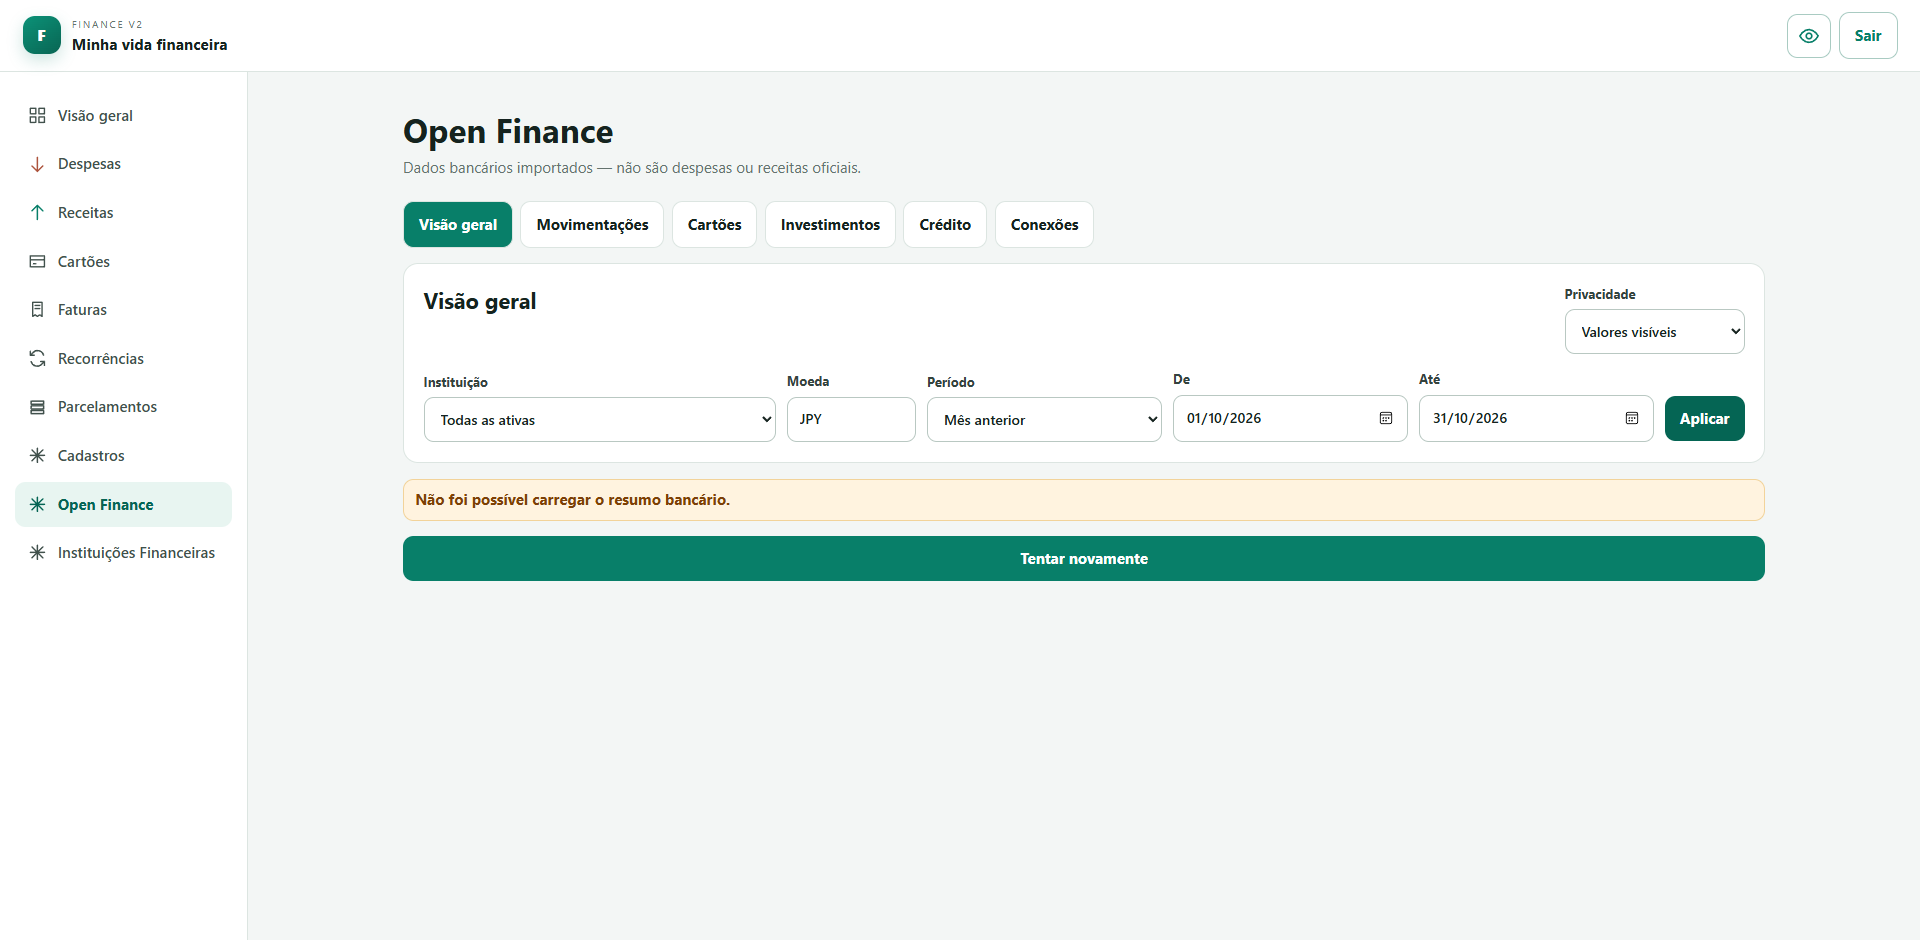 F
FINANCE V2
Minha vida financeira
Sair
Visão geral
Despesas
Receitas
Cartões
Faturas
Recorrências
Parcelamentos
Cadastros
Open Finance
Instituições Financeiras
Open Finance
Dados bancários importados — não são despesas ou receitas oficiais.
Visão geral
Movimentações
Cartões
Investimentos
Crédito
Conexões
Visão geral
Privacidade
Valores visíveis
Instituição
Todas as ativas
Moeda
JPY
Período
Mês anterior
De
01/10/2026
Até
31/10/2026
Aplicar
Não foi possível carregar o resumo bancário.
Tentar novamente